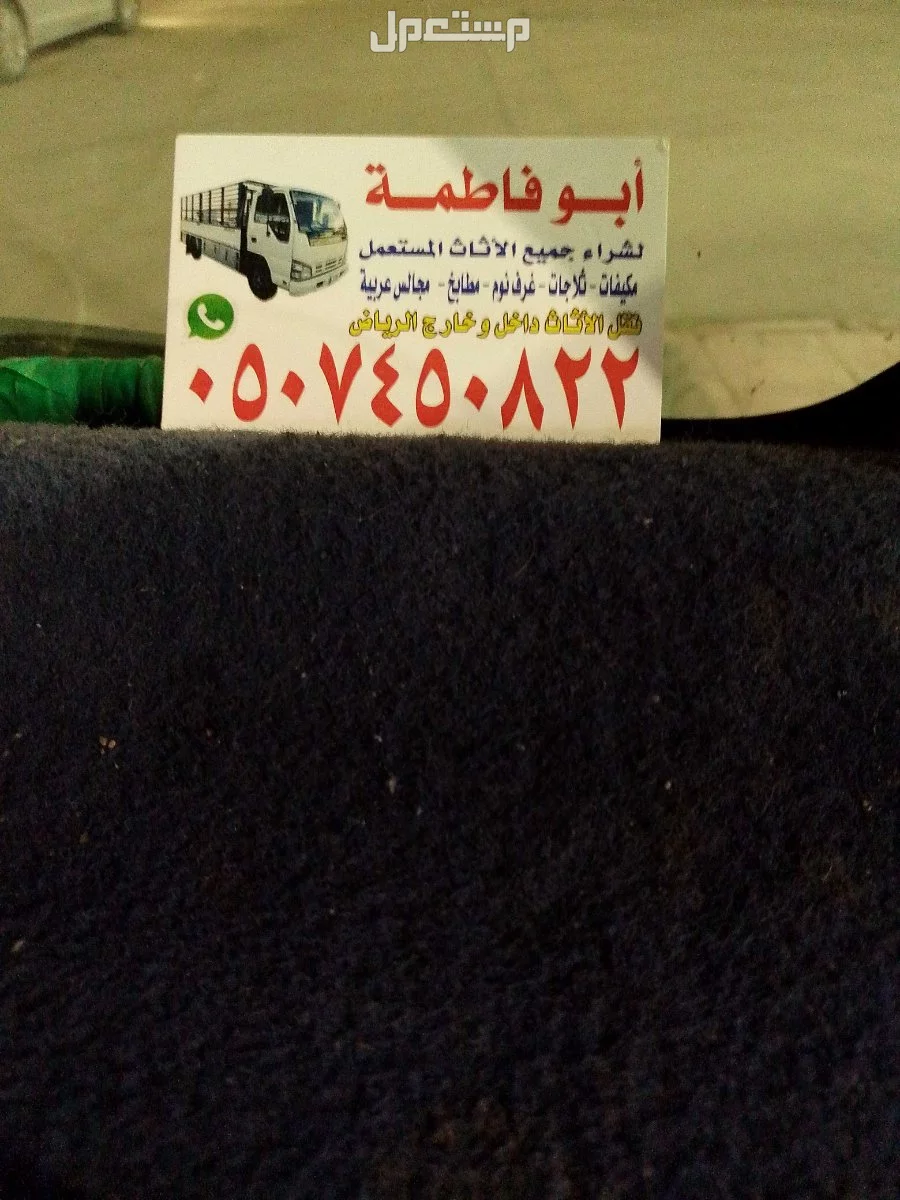 مستعمل
أبو فاطمة
لشراء جميع الأثاث المستعمل
مكيفات - ثلاجات - غرف نوم - مطابخ - مجالس عربية
نقل الأثاث داخل و خارج الرياض
٠٥٠٧٤٥٠٨٢٢